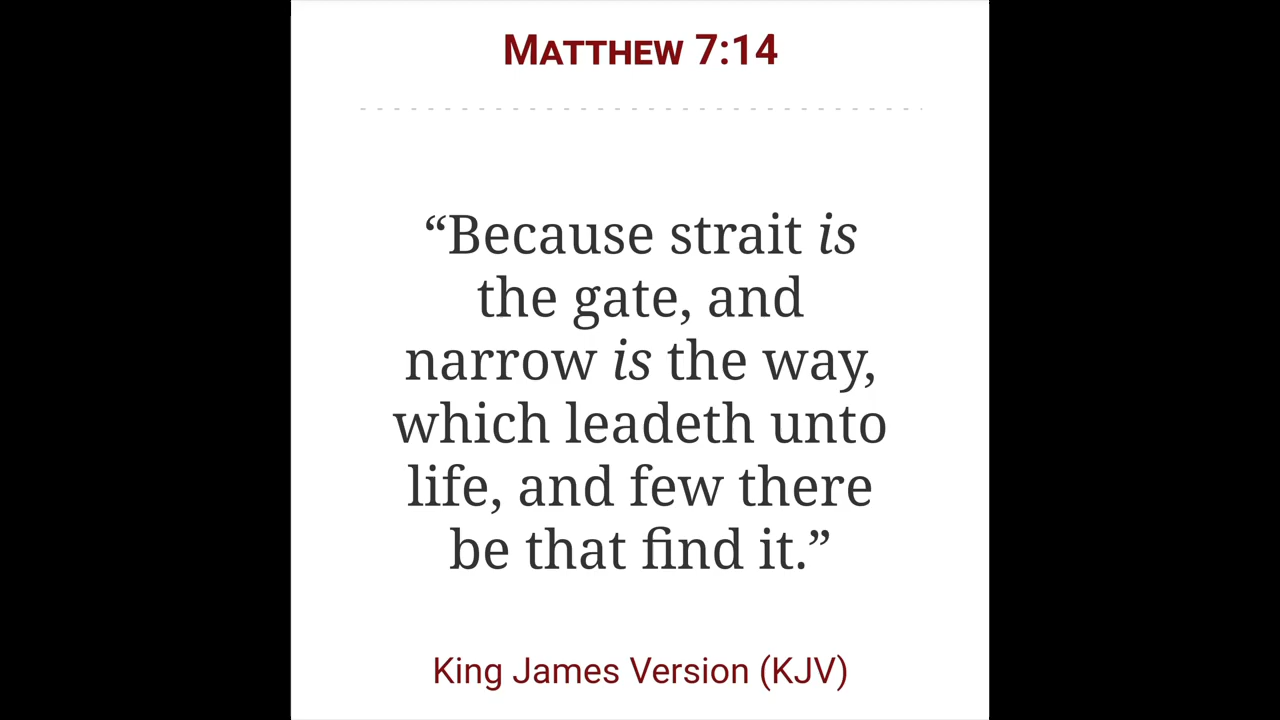 MATTHEW 7:14
“Because strait is
the gate, and
narrow is the way,
which leadeth unto
life, and few there
be that find it.”
King James Version (KJV)